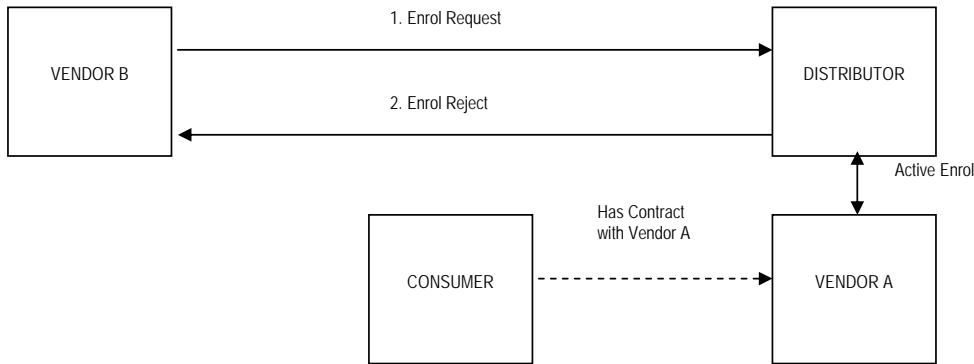 1. Enrol Request
VENDOR B
DISTRIBUTOR
2. Enrol Reject
Active Enrol
Has Contract
with Vendor A
CONSUMER
VENDOR A